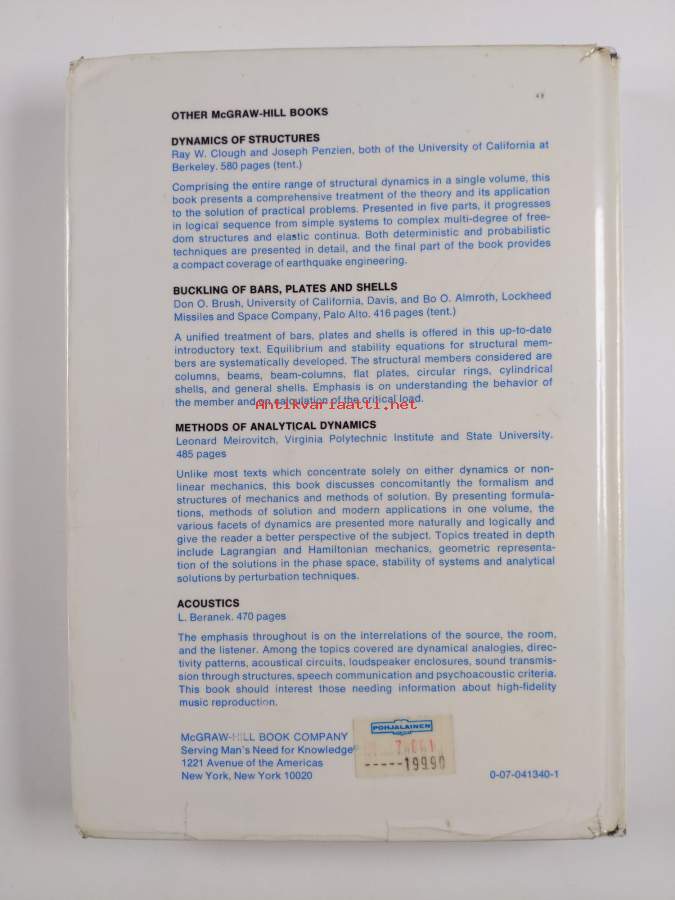 OTHER McGRAW-HILL BOOKS
DYNAMICS OF STRUCTURES
Ray W. Clough and Joseph Penzien, both of the University of California at
Berkeley. 580 pages (tent.)
Comprising the entire range of structural dynamics in a single volume, this
book presents a comprehensive treatment of the theory and its application
to the solution of practical problems. Presented in five parts, it progresses
in logical sequence from simple systems to complex multi-degree of free-
dom structures and elastic continua. Both deterministic and probabilistic
techniques are presented in detail, and the final part of the book provides
a compact coverage of earthquake engineering.
BUCKLING OF BARS, PLATES AND SHELLS
Don O. Brush, University of California, Davis, and Bo O. Almroth, Lockheed
Missiles and Space Company, Palo Alto. 416 pages (tent.)
A unified treatment of bars, plates and shells is offered in this up-to-date
introductory text. Equilibrium and stability equations for structural mem-
bers are systematically developed. The structural members considered are
columns, beams, beam-columns, flat plates, circular rings, cylindrical
shells, and general shells. Emphasis is on understanding the behavior of
the member and on calculation of the critical load.
Antikvariaatti.net
METHODS OF ANALYTICAL DYNAMICS
Leonard Meirovitch, Virginia Polytechnic Institute and State University.
485 pages
Unlike most texts which concentrate solely on either dynamics or non-
linear mechanics, this book discusses concomitantly the formalism and
structures of mechanics and methods of solution. By presenting formula-
tions, methods of solution and modern applications in one volume, the
various facets of dynamics are presented more naturally and logically and
give the reader a better perspective of the subject. Topics treated in depth
include Lagrangian and Hamiltonian mechanics, geometric representa-
tion of the solutions in the phase space, stability of systems and analytical
solutions by perturbation techniques.
ACOUSTICS
L. Beranek. 470 pages
The emphasis throughout is on the interrelations of the source, the room,
and the listener. Among the topics covered are dynamical analogies, direc-
tivity patterns, acoustical circuits, loudspeaker enclosures, sound transmis-
sion through structures, speech communication and psychoacoustic criteria.
This book should interest those needing information about high-fidelity
music reproduction.
McGRAW-HILL BOOK COMPANY
Serving Man's Need for Knowledge
1221 Avenue of the Americas
New York, New York 10020
POHJALAINEN
-----199.90
0-07-041340-1